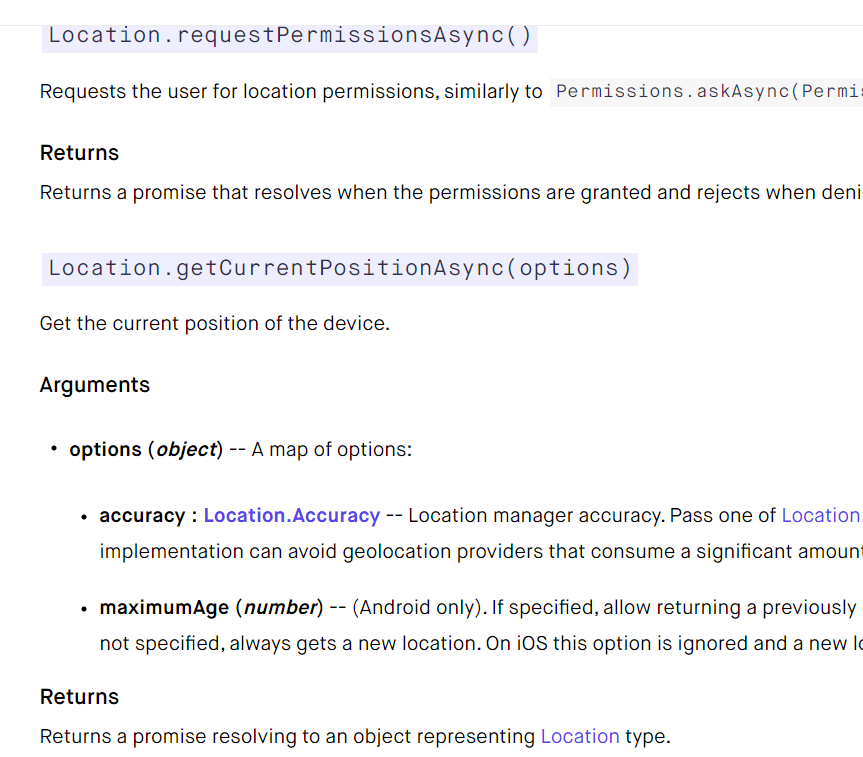 Location.requestPermissionsAsync()
Requests the user for location permissions, similarly to Permissions.askAsync(Permis
Returns
Returns a promise that resolves when the permissions are granted and rejects when deni
Location.getCurrentPositionAsync(options)
Get the current position of the device.
Arguments
• options (object) -- A map of options:
• accuracy : Location.Accuracy -- Location manager accuracy. Pass one of Location.
implementation can avoid geolocation providers that consume a significant amount
• maximumAge (number) -- (Android only). If specified, allow returning a previously
not specified, always gets a new location. On iOS this option is ignored and a new lo
Returns
Returns a promise resolving to an object representing Location type.